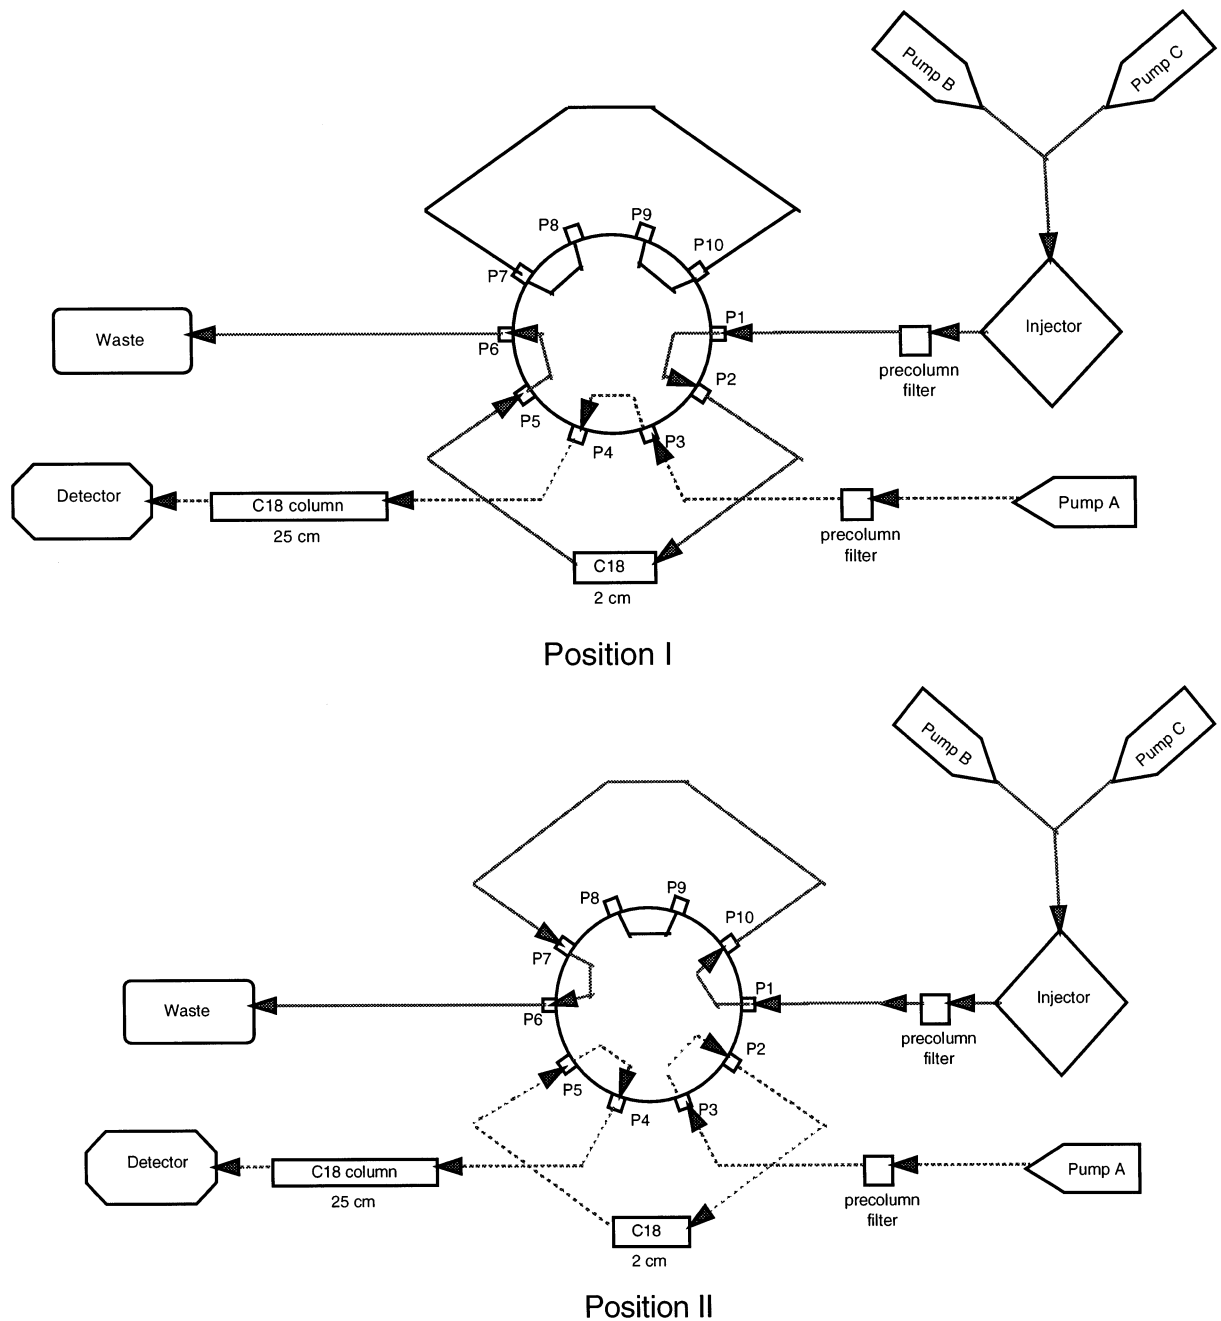 Pump B
Pump C
P8
P9
P7
P10
Waste
P6
P1
Injector
precolumn
filter
P2
P5
P4
P3
Detector
C18 column
25 cm
precolumn
filter
Pump A
C18
2 cm
Position I
Pump B
Pump C
P8
P9
P7
P10
Waste
P6
P1
Injector
precolumn
filter
P2
P5
P4
P3
Detector
C18 column
25 cm
precolumn
filter
Pump A
C18
2 cm
Position II